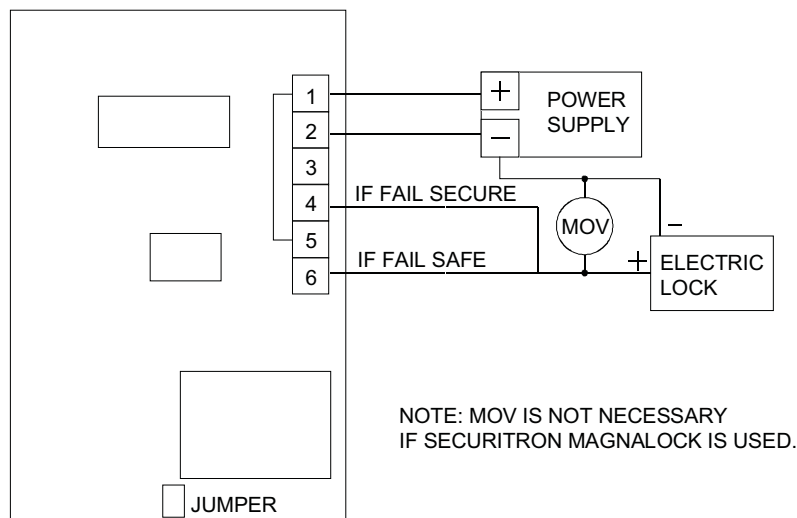 1
2
3
4
5
6
+
−
POWER
SUPPLY
IF FAIL SECURE
IF FAIL SAFE
MOV
−
+
ELECTRIC
LOCK
NOTE: MOV IS NOT NECESSARY
IF SECURITRON MAGNALOCK IS USED.
JUMPER